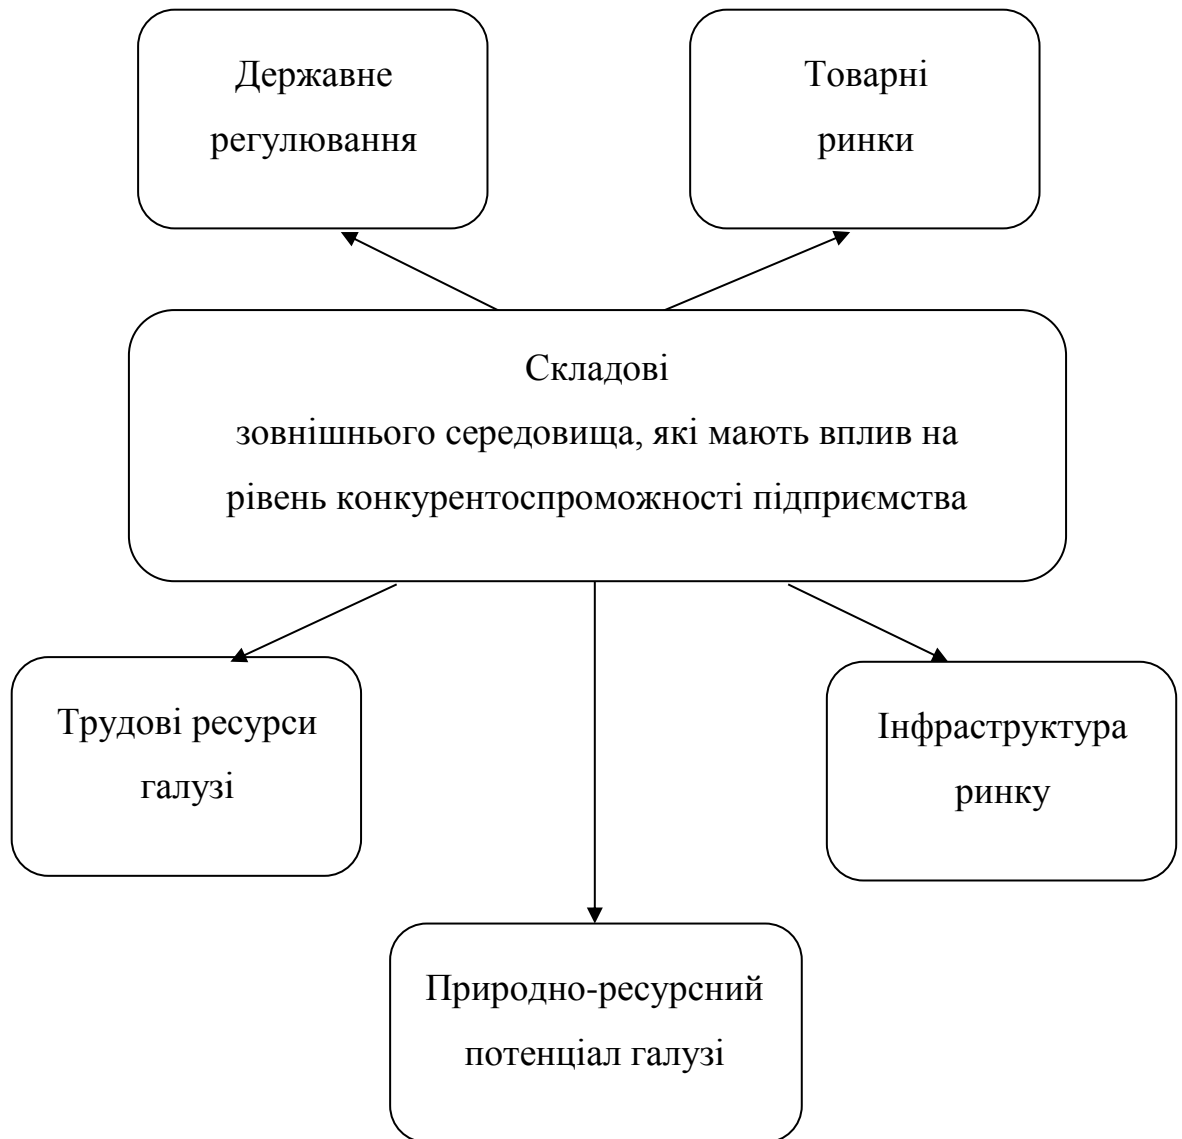 Державне
регулювання
Товарні
ринки
Складові
зовнішнього середовища, які мають вплив на
рівень конкурентоспроможності підприємства
Трудові ресурси
галузі
Інфраструктура
ринку
Природно-ресурсний
потенціал галузі